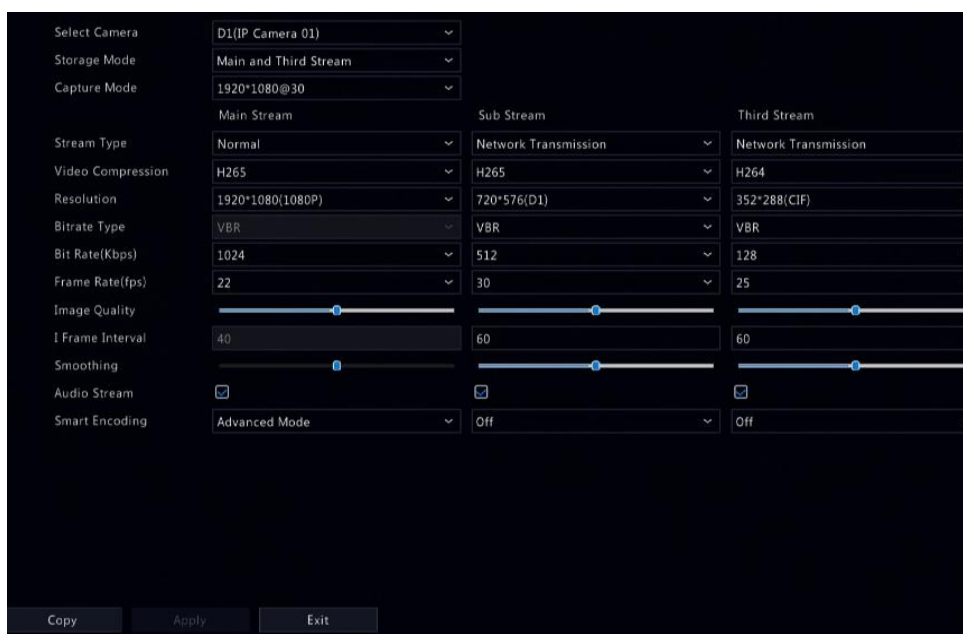 Select Camera D1(IP Camera 01)
Storage Mode Main and Third Stream
Capture Mode 1920*1080@30
Main Stream Sub Stream Third Stream
Stream Type Normal Network Transmission Network Transmission
Video Compression H265 H265 H264
Resolution 1920*1080(1080P) 720*576(D1) 352*288(CIF)
Bitrate Type VBR VBR VBR
Bit Rate(Kbps) 1024 512 128
Frame Rate(fps) 22 30 25
Image Quality
I Frame Interval 40 60 60
Smoothing
Audio Stream
Smart Encoding Advanced Mode Off Off
Copy Apply Exit